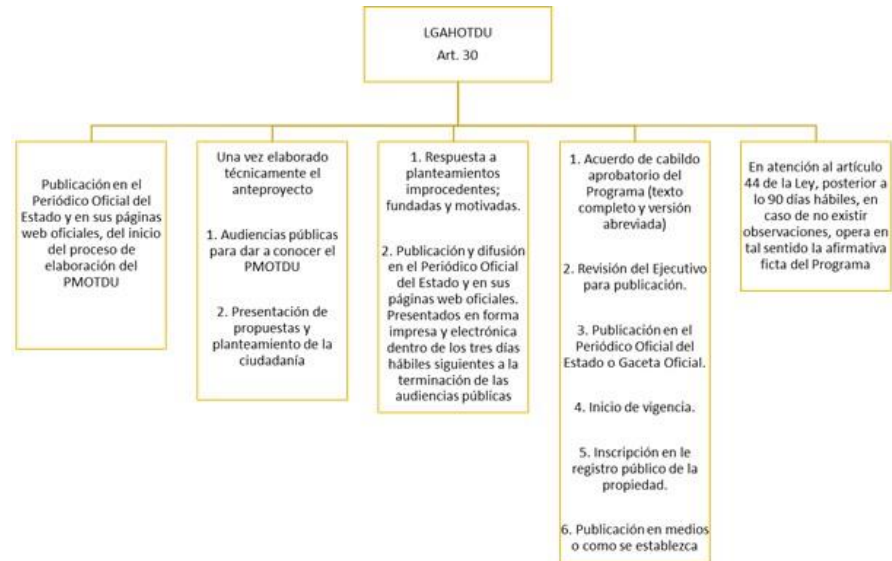 LGAHOTDU
Art. 30
Publicación en el
Periódico Oficial del
Estado y en sus páginas
web oficiales, del inicio
del proceso de
elaboración del
PMOTDU
Una vez elaborado
técnicamente el
anteproyecto
1. Audiencias públicas
para dar a conocer el
PMOTDU
2. Presentación de
propuestas y
planteamiento de la
ciudadanía
1. Respuesta a
planteamientos
improcedentes;
fundadas y motivadas.
2. Publicación y difusión
en el Periódico Oficial
del Estado y en sus
páginas web oficiales.
Presentados en forma
impresa y electrónica
dentro de los tres días
hábiles siguientes a la
terminación de las
audiencias públicas
1. Acuerdo de cabildo
aprobatorio del
Programa (texto
completo y versión
abreviada)
2. Revisión del Ejecutivo
para publicación.
3. Publicación en el
Periódico Oficial del
Estado o Gaceta Oficial.
4. Inicio de vigencia.
5. Inscripción en le
registro público de la
propiedad.
6. Publicación en medios
o como se establezca
En atención al artículo
44 de la Ley, posterior a
lo 90 días hábiles, en
caso de no existir
observaciones, opera en
tal sentido la afirmativa
ficta del Programa